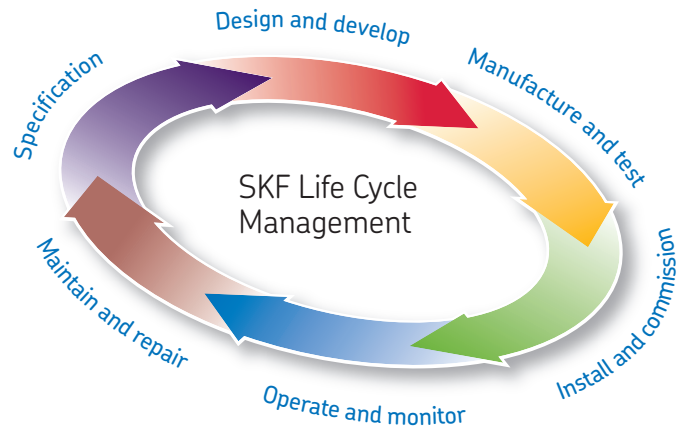 Design and develop
Manufacture and test
Specification
SKF Life Cycle
Management
Install and commission
Maintain and repair
Operate and monitor